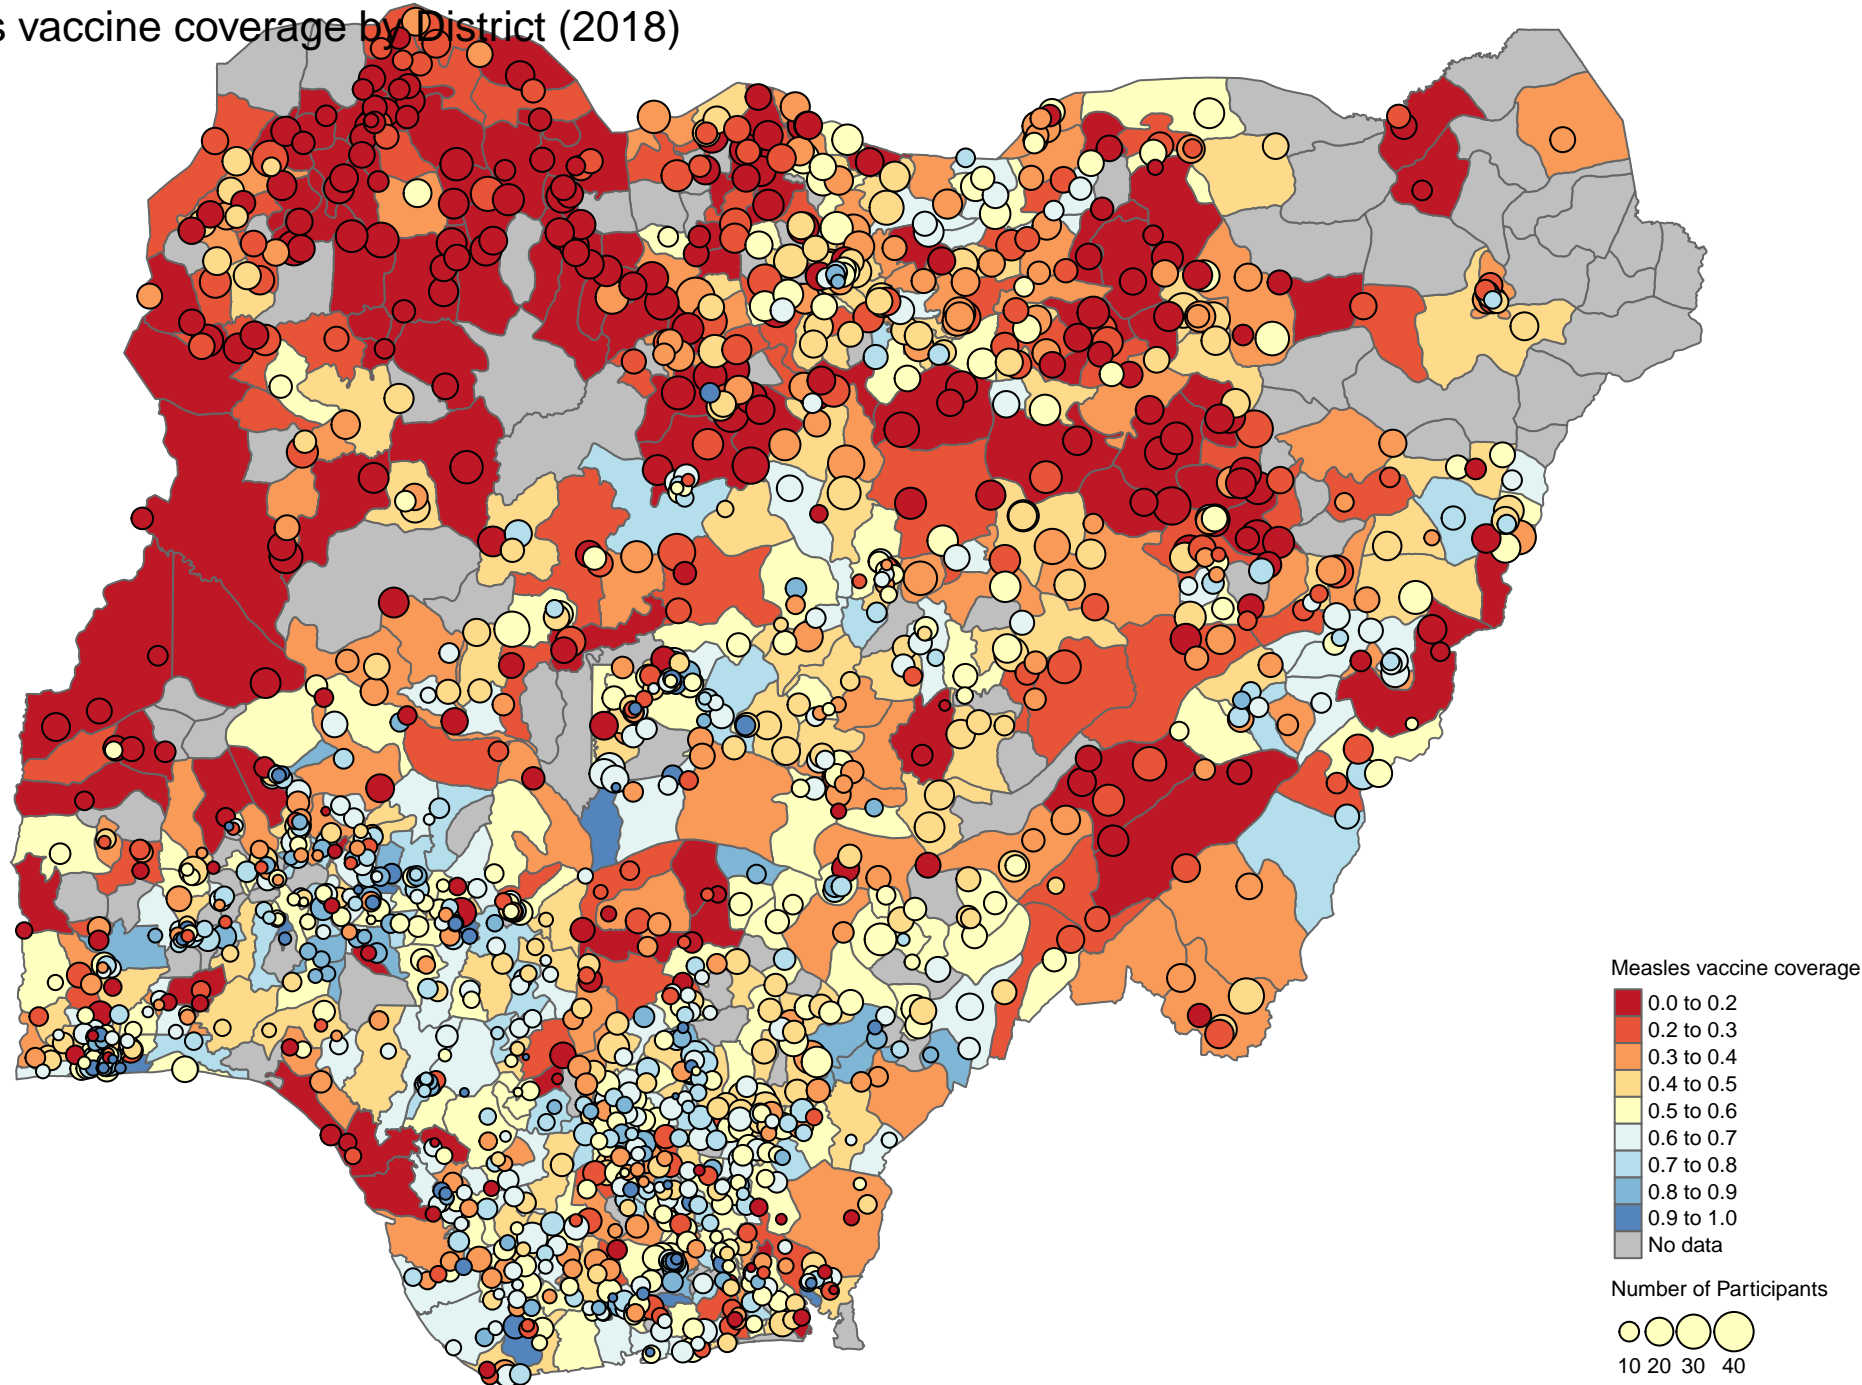 s vaccine coverage by District (2018)
Measles vaccine coverage
0.0 to 0.2
0.2 to 0.3
0.3 to 0.4
0.4 to 0.5
0.5 to 0.6
0.6 to 0.7
0.7 to 0.8
0.8 to 0.9
0.9 to 1.0
No data
Number of Participants
10 20 30 40